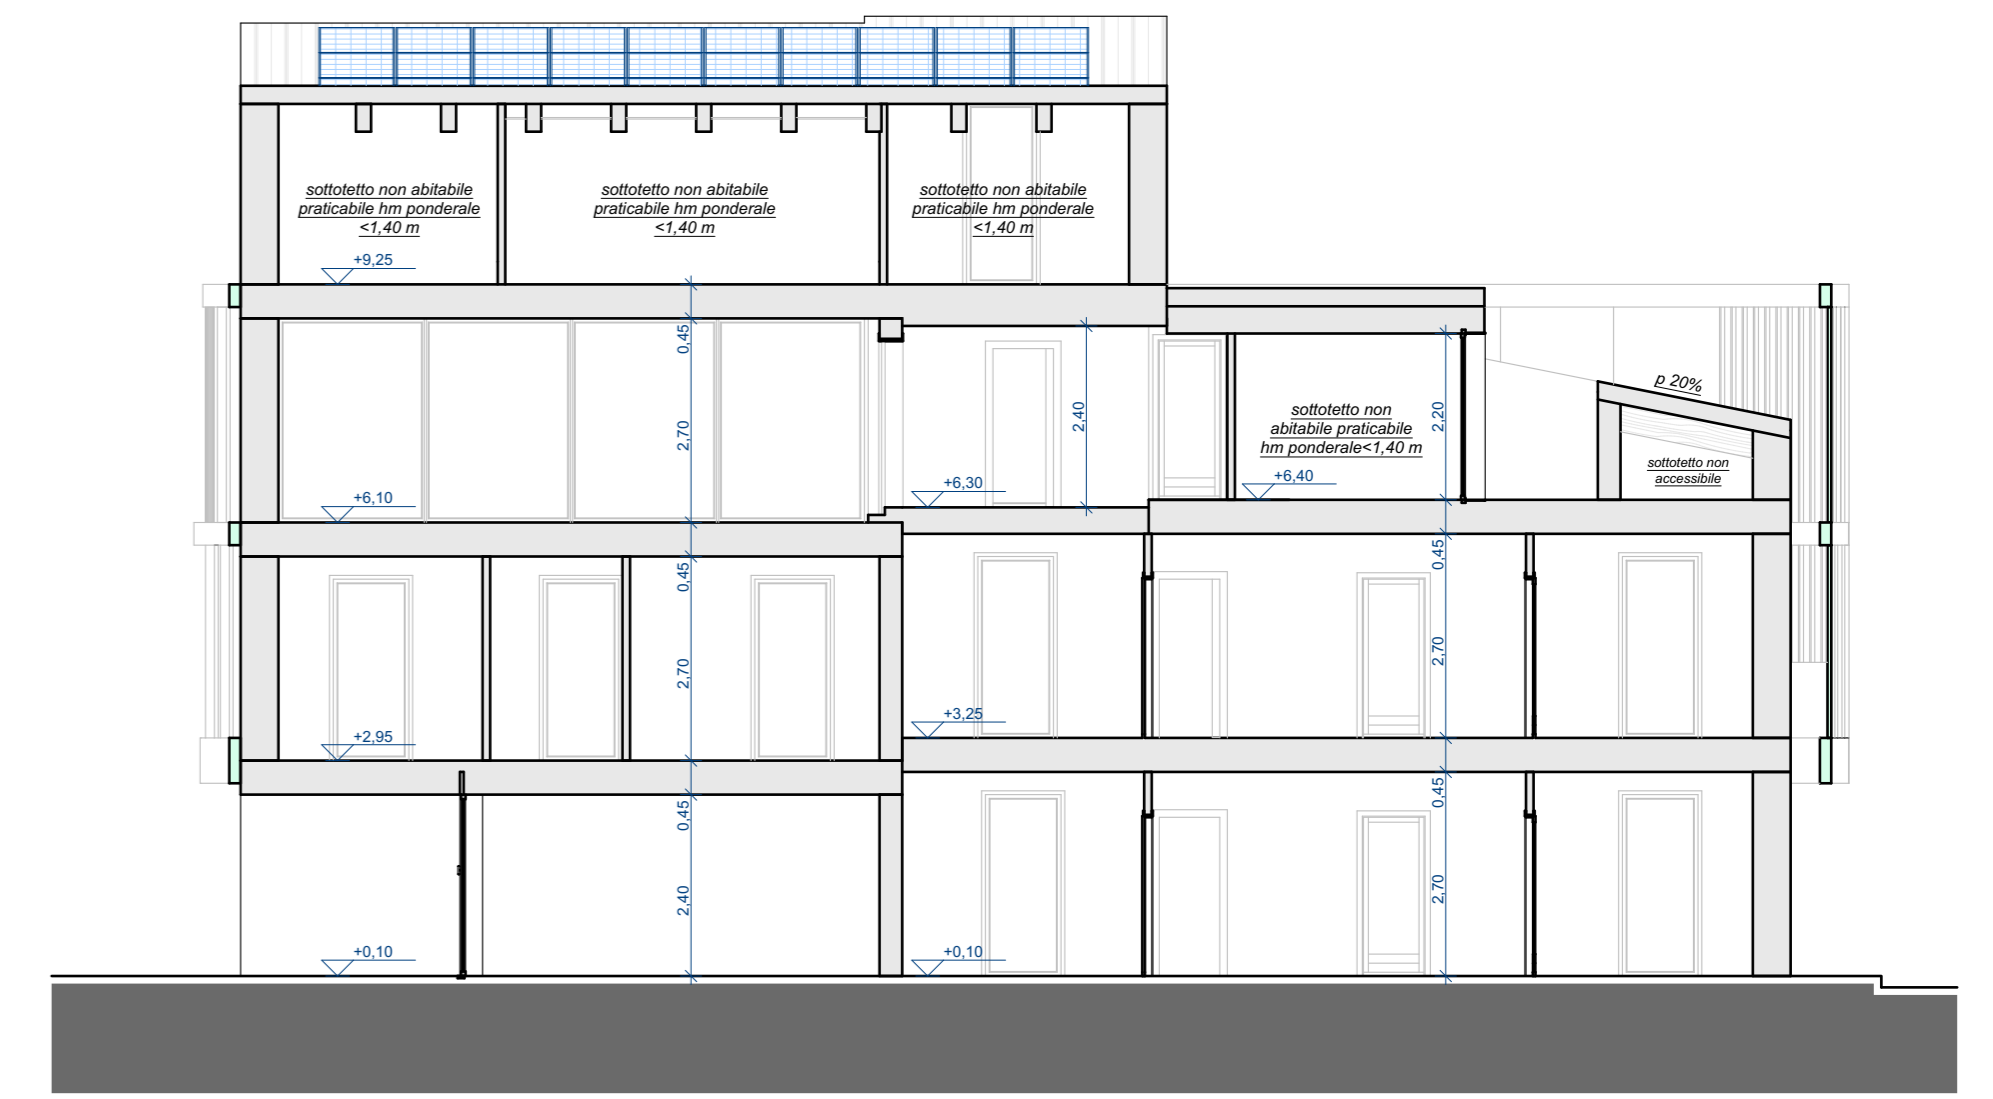 sottotetto non abitabile
praticabile hm ponderale
<1,40 m
sottotetto non abitabile
praticabile hm ponderale
<1,40 m
sottotetto non abitabile
praticabile hm ponderale
<1,40 m
+9,25
0,45
2,70
2,40
2,20
p 20%
sottotetto non
abitabile praticabile
hm ponderale<1,40 m
sottotetto non
accessibile
+6,10
+6,30
+6,40
0,45
0,45
2,70
2,70
+2,95
+3,25
0,45
0,45
2,40
2,70
+0,10
+0,10